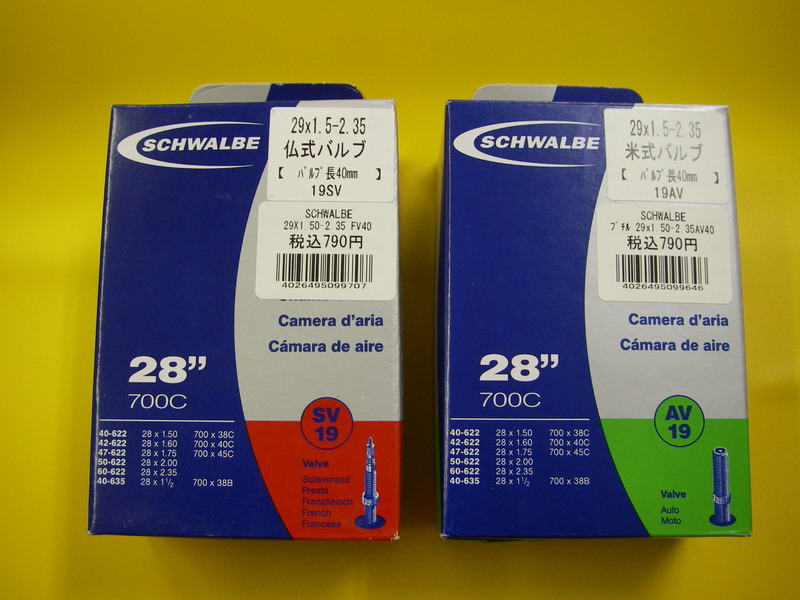 SCHWALBE
29x1.5-2.35
仏式バルブ
【 ﾊﾞﾙﾌﾞ長40mm 】
19SV
SCHWALBE
29X1.50-2.35 FV40
税込790円
4026495099707
Camera d'aria
Cámara de aire
28”
700C
SV
19
40-622 28 x 1.50 700 x 38C
42-622 28 x 1.60 700 x 40C
47-622 28 x 1.75 700 x 45C
50-622 28 x 2.00
60-622 28 x 2.35
40-635 28 x 1½ 700 x 38B
Valve
Sclaverand
Presta
Französisch
French
Francese
SCHWALBE
29x1.5-2.35
米式バルブ
【 ﾊﾞﾙﾌﾞ長40mm 】
19AV
SCHWALBE
ﾌﾞﾁﾙ 29x1.50-2.35AV40
税込790円
4026495099646
Camera d'aria
Cámara de aire
28”
700C
AV
19
40-622 28 x 1.50 700 x 38C
42-622 28 x 1.60 700 x 40C
47-622 28 x 1.75 700 x 45C
50-622 28 x 2.00
60-622 28 x 2.35
40-635 28 x 1½ 700 x 38B
Valve
Auto
Moto